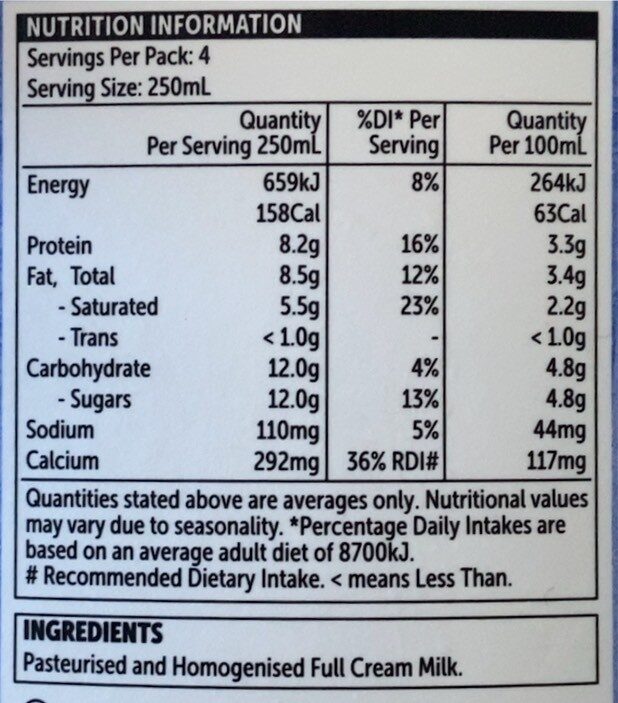 NUTRITION INFORMATION
Servings Per Pack: 4
Serving Size: 250mL
Quantity %DI* Per Quantity
Per Serving 250mL Serving Per 100mL
Energy 659kJ 8% 264kJ
158Cal 63Cal
Protein 8.2g 16% 3.3g
Fat, Total 8.5g 12% 3.4g
- Saturated 5.5g 23% 2.2g
- Trans < 1.0g - < 1.0g
Carbohydrate 12.0g 4% 4.8g
- Sugars 12.0g 13% 4.8g
Sodium 110mg 5% 44mg
Calcium 292mg 36% RDI# 117mg
Quantities stated above are averages only. Nutritional values
may vary due to seasonality. *Percentage Daily Intakes are
based on an average adult diet of 8700kJ.
# Recommended Dietary Intake. < means Less Than.
INGREDIENTS
Pasteurised and Homogenised Full Cream Milk.